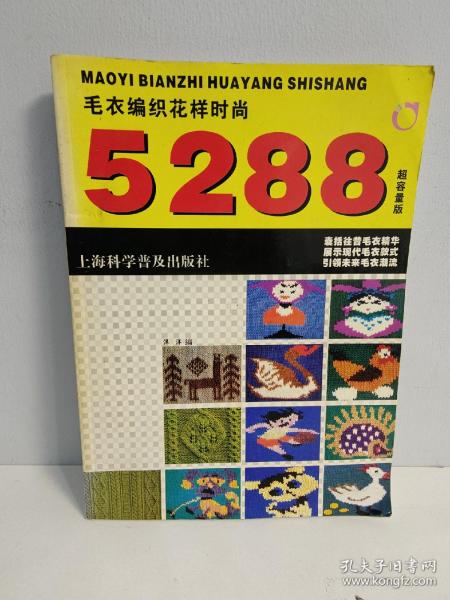 MAOYI BIANZHI HUAYANG SHISHANG
毛衣编织花样时尚
5288
超容量版
囊括往昔毛衣精华
展示现代毛衣款式
引领未来毛衣潮流
上海科学普及出版社
洋洋编
孔夫子旧书网
www.kongfz.com